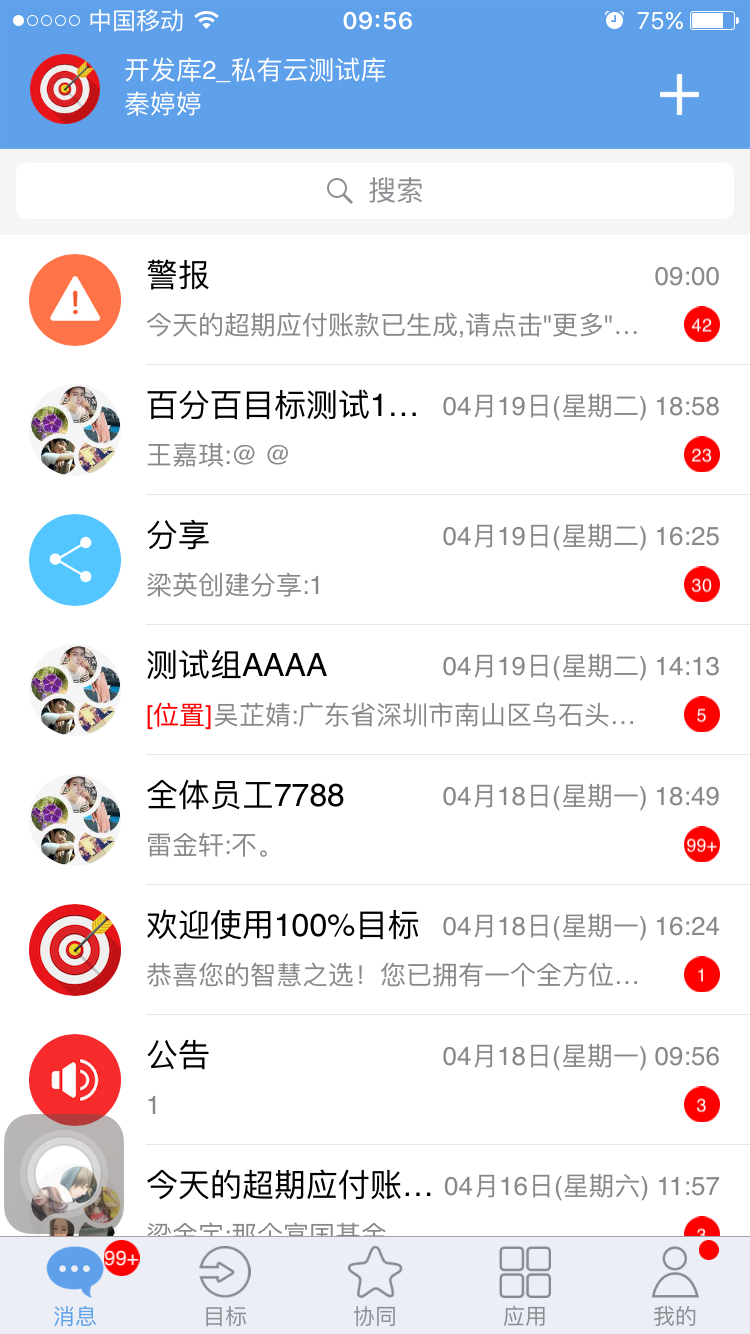 中国移动 09:56 75%
开发库2_私有云测试库
秦婷婷
搜索
警报 09:00
今天的超期应付账款已生成,请点击"更多"... 42
百分百目标测试1... 04月19日(星期二) 18:58
王嘉琪:@ @ 23
分享 04月19日(星期二) 16:25
梁英创建分享:1 30
测试组AAAA 04月19日(星期二) 14:13
[位置]吴芷婧:广东省深圳市南山区乌石头... 5
全体员工7788 04月18日(星期一) 18:49
雷金轩:不。 99+
欢迎使用100%目标 04月18日(星期一) 16:24
恭喜您的智慧之选！您已拥有一个全方位... 1
公告 04月18日(星期一) 09:56
1 3
今天的超期应付账... 04月16日(星期六) 11:57
99+
消息 目标 协同 应用 我的